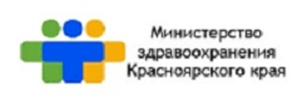 Министерство
здравоохранения
Красноярского края